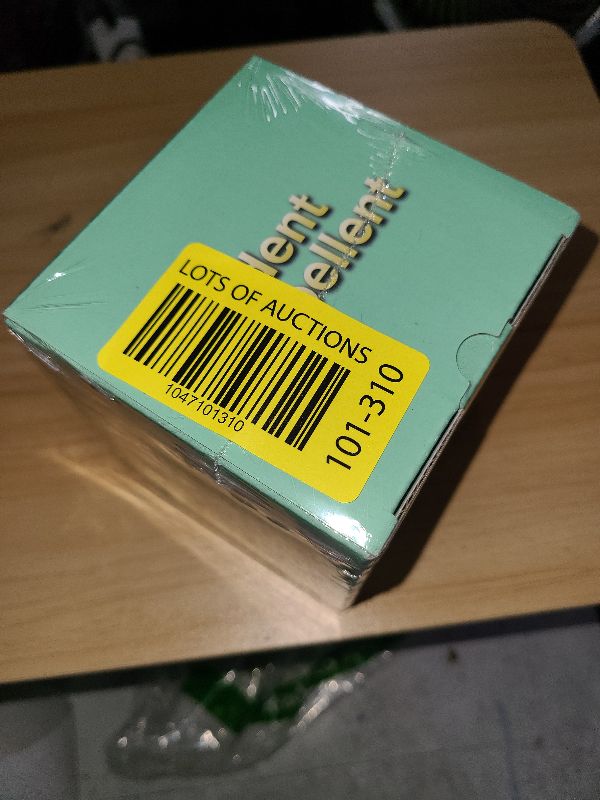 dent
pellent
LOTS OF AUCTIONS
1047101310
101-310